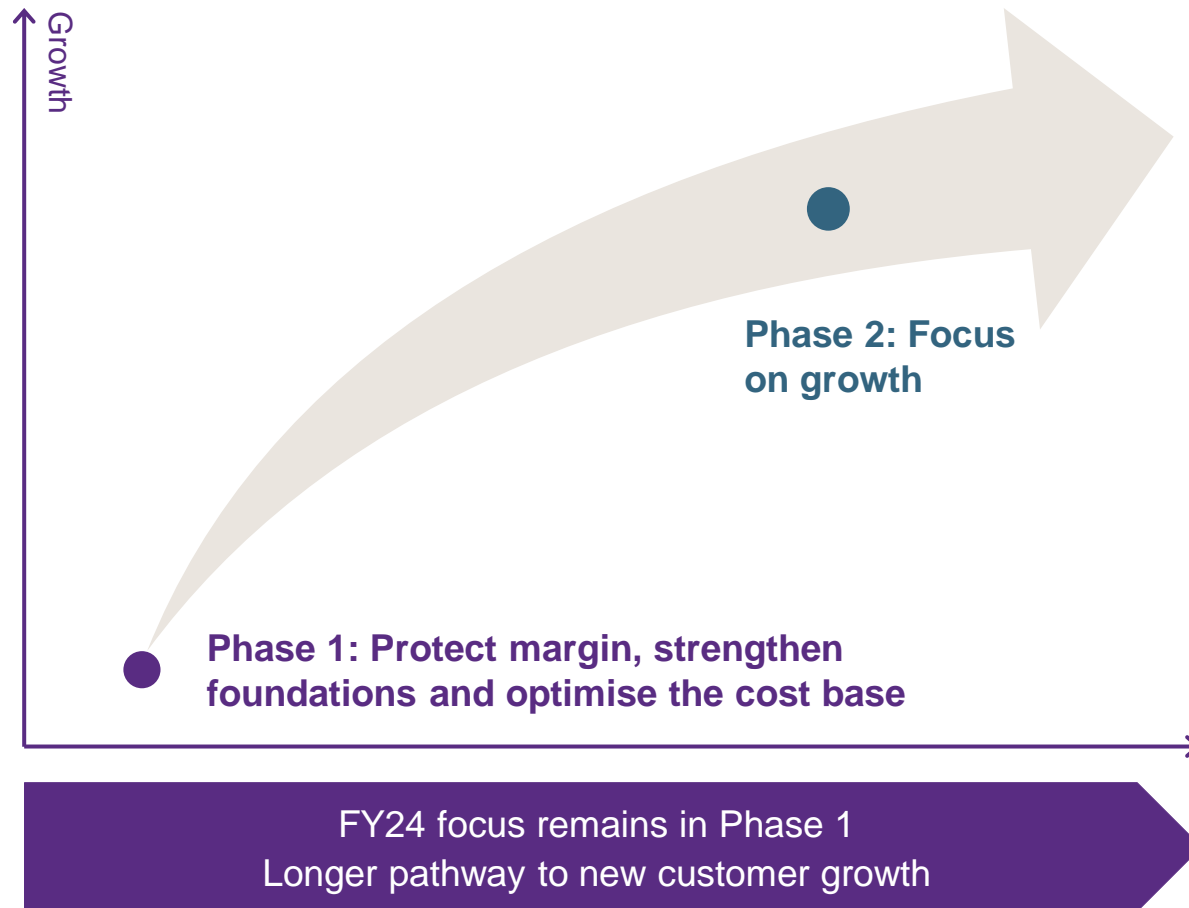 Growth
Phase 2: Focus
on growth
Phase 1: Protect margin, strengthen
foundations and optimise the cost base
FY24 focus remains in Phase 1
Longer pathway to new customer growth